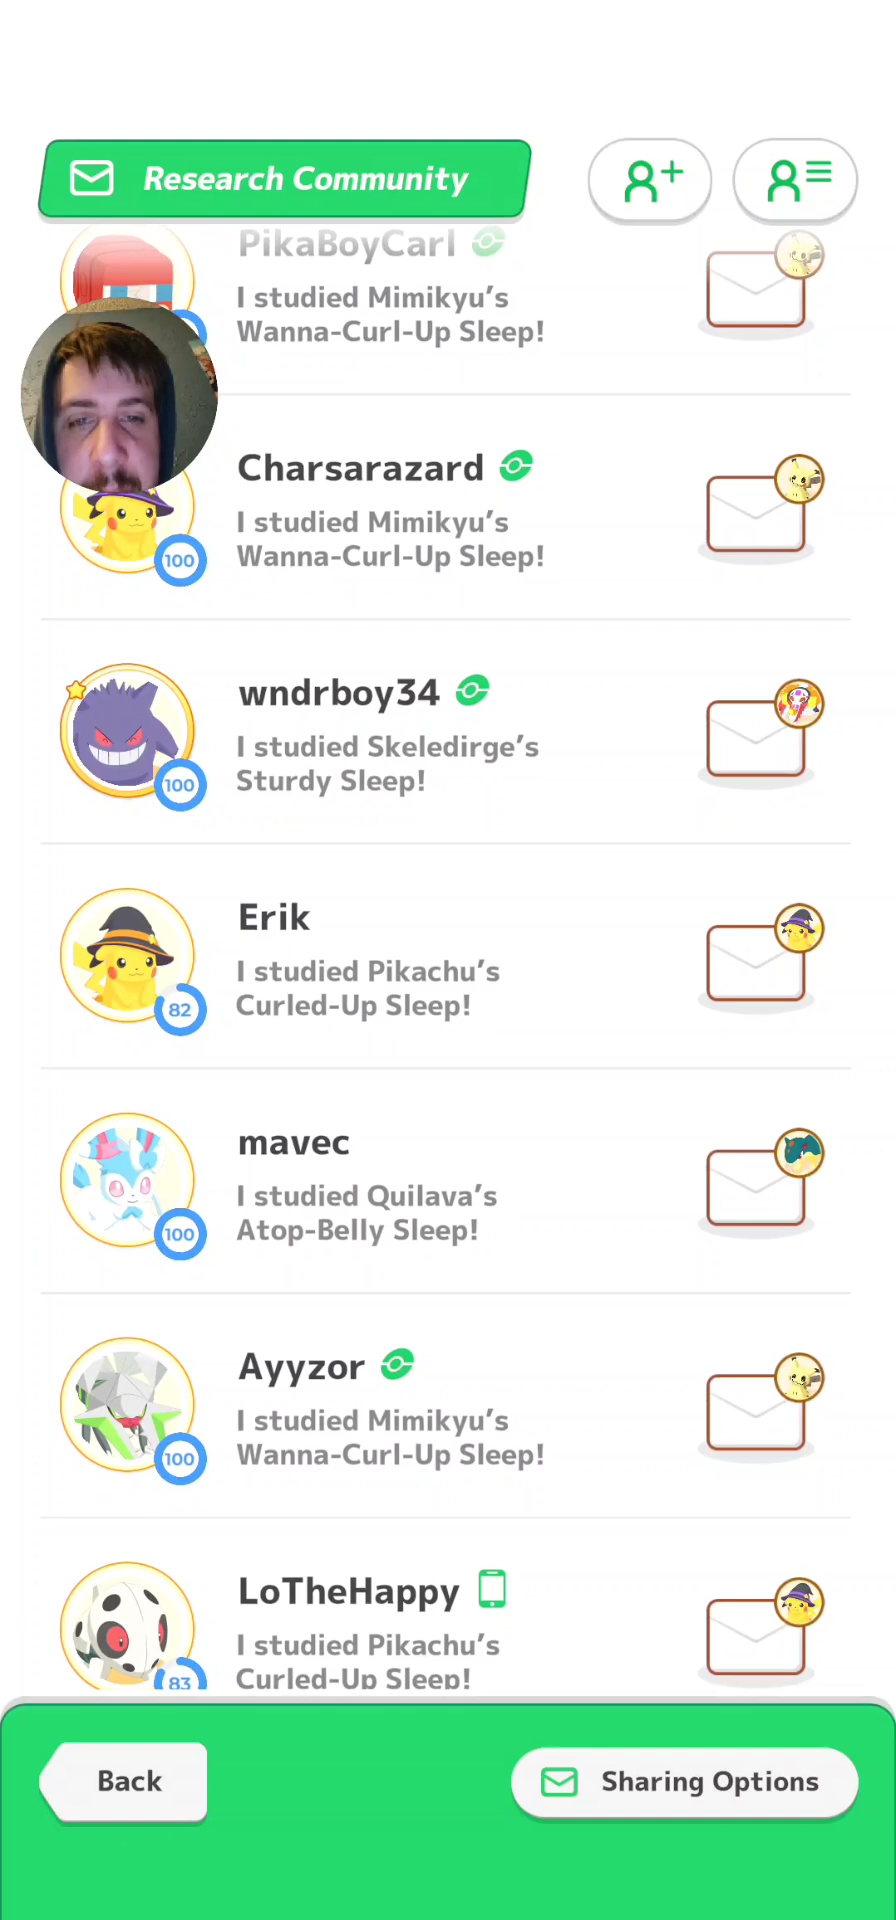 Research Community
PikaBoyCarl
I studied Mimikyu's
Wanna-Curl-Up Sleep!
Charsarazard
100
I studied Mimikyu's
Wanna-Curl-Up Sleep!
wndrboy34
100
I studied Skeledirge's
Sturdy Sleep!
Erik
82
I studied Pikachu's
Curled-Up Sleep!
mavec
100
I studied Quilava's
Atop-Belly Sleep!
Ayyzor
100
I studied Mimikyu's
Wanna-Curl-Up Sleep!
LoTheHappy
83
I studied Pikachu's
Curled-Up Sleep!
Back
Sharing Options